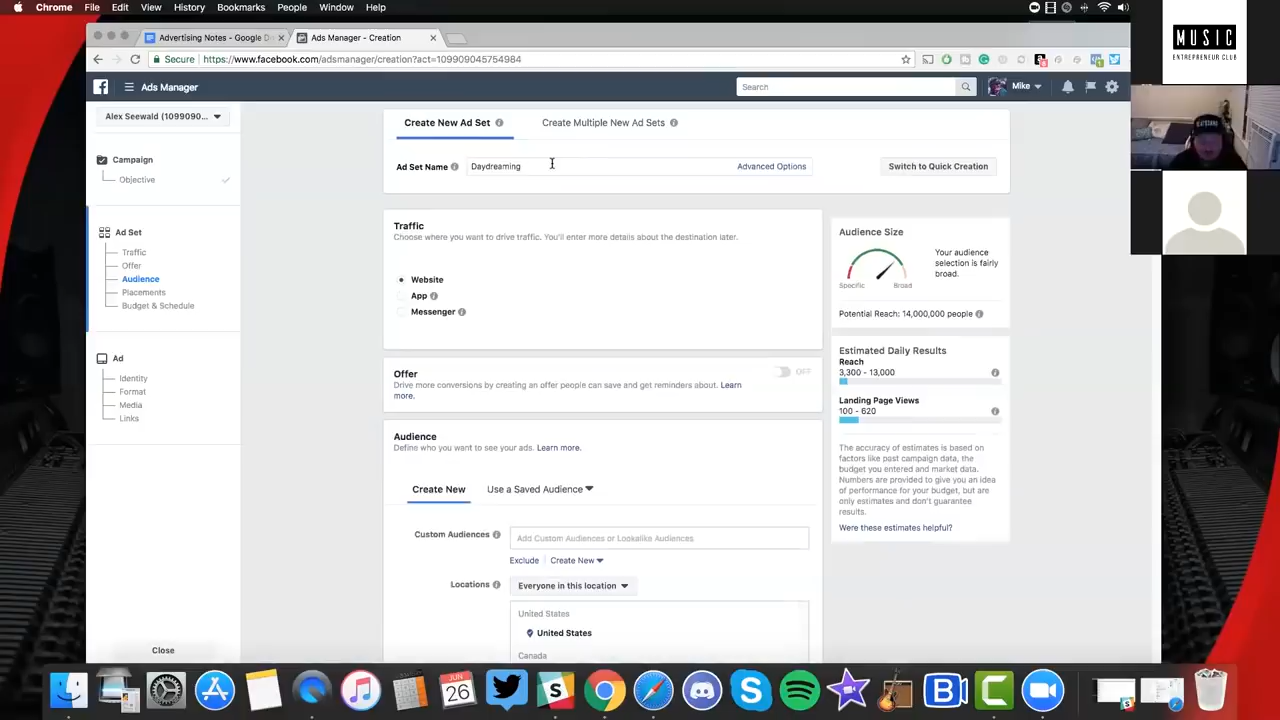 Chrome File Edit View History Bookmarks People Window Help
Advertising Notes - Google Do
Ads Manager - Creation
Secure https://www.facebook.com/adsmanager/creation?act=109909045754984
Ads Manager
Search
Mike
MUSIC
ENTREPRENEUR CLUB
Alex Seewald (1099090...
Campaign
Objective
Ad Set
Traffic
Offer
Audience
Placements
Budget & Schedule
Ad
Identity
Format
Media
Links
Close
Create New Ad Set
Create Multiple New Ad Sets
Ad Set Name
Daydreaming
Advanced Options
Switch to Quick Creation
Traffic
Choose where you want to drive traffic. You'll enter more details about the destination later.
Website
App
Messenger
Offer
OFF
Drive more conversions by creating an offer people can save and get reminders about. Learn
more.
Audience
Define who you want to see your ads. Learn more.
Create New
Use a Saved Audience
Custom Audiences
Add Custom Audiences or Lookalike Audiences
Exclude
Create New
Locations
Everyone in this location
United States
United States
Canada
Audience Size
Your audience
selection is fairly
broad.
Specific
Broad
Potential Reach: 14,000,000 people
Estimated Daily Results
Reach
3,300 - 13,000
Landing Page Views
100 - 620
The accuracy of estimates is based on
factors like past campaign data, the
budget you entered and market data.
Numbers are provided to give you an idea
of performance for your budget, but are
only estimates and don't guarantee
results.
Were these estimates helpful?
JUN
26